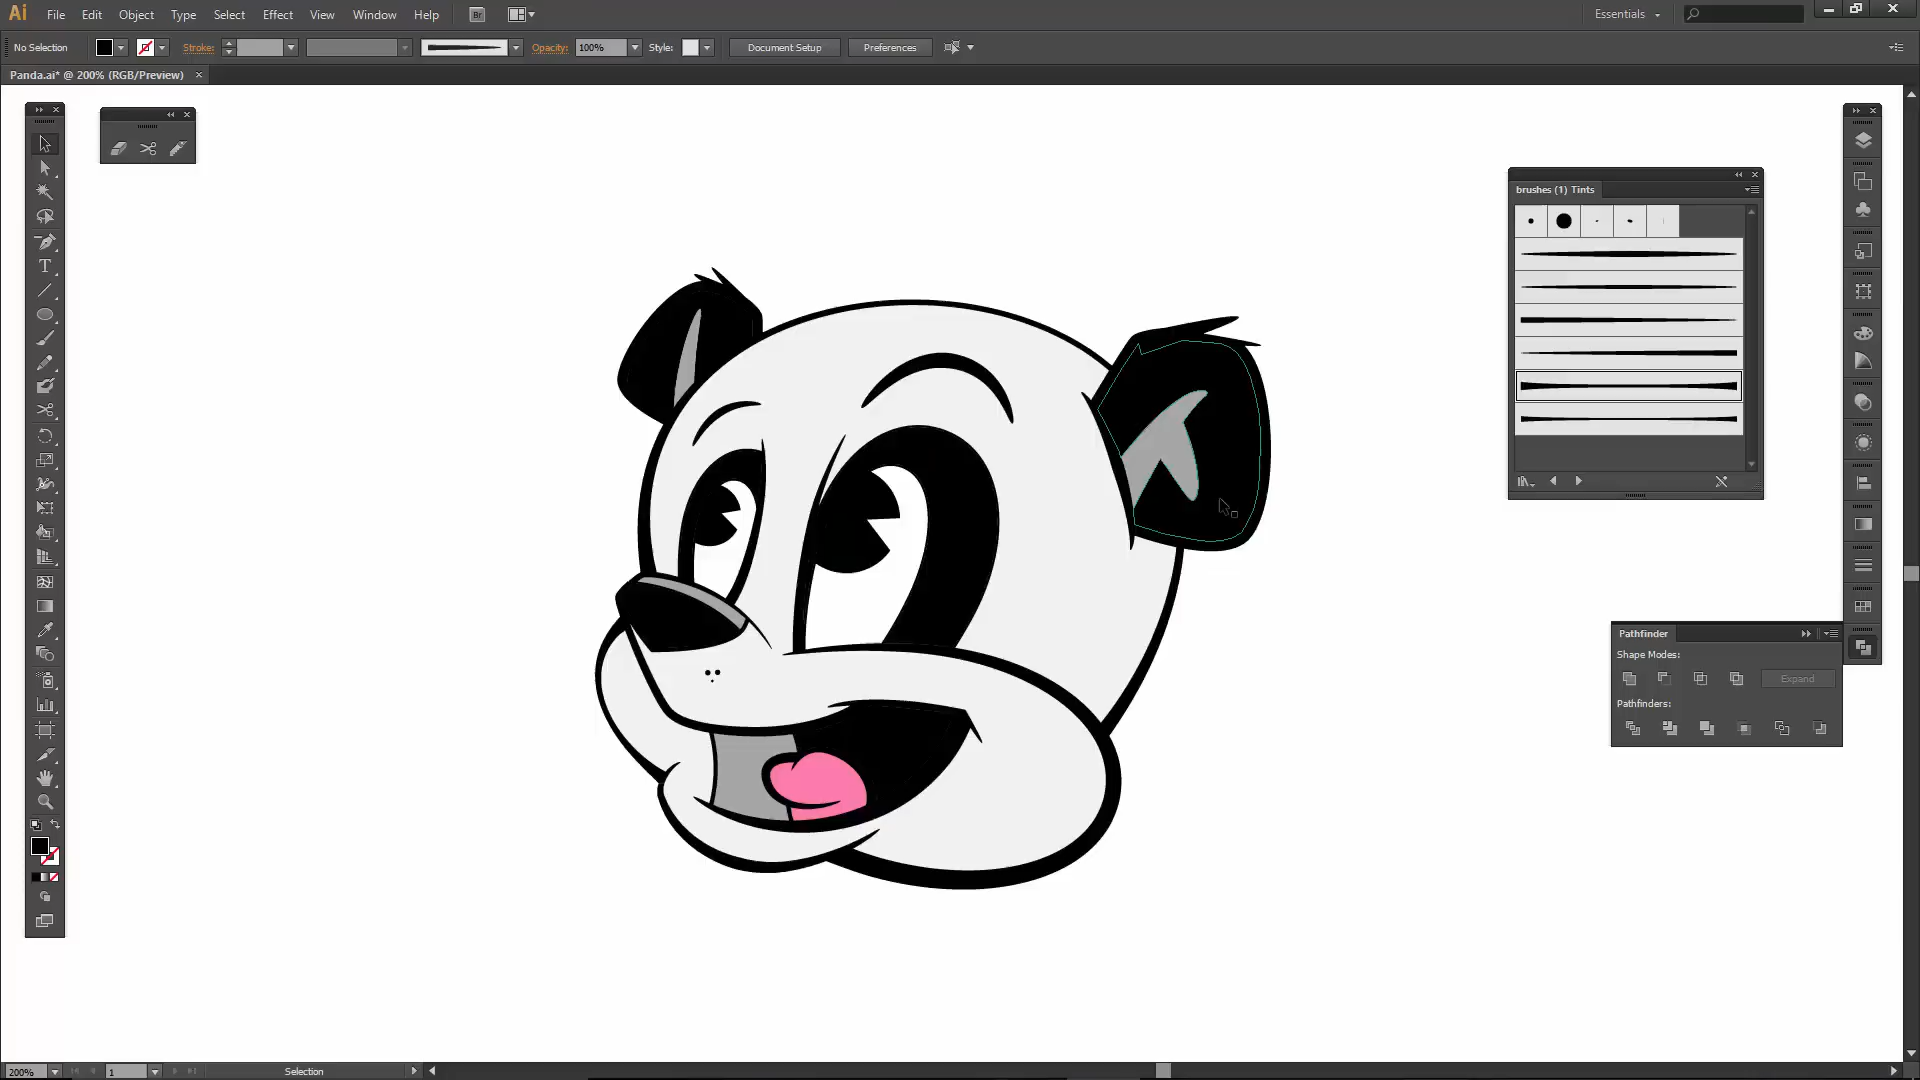 Ai File Edit Object Type Select Effect View Window Help Br Essentials
No Selection Stroke: Opacity: 100% Style: Document Setup Preferences
Panda.ai* @ 200% (RGB/Preview)
brushes (1) Tints
T
Pathfinder
Shape Modes:
Expand
Pathfinders:
200% 1 Selection